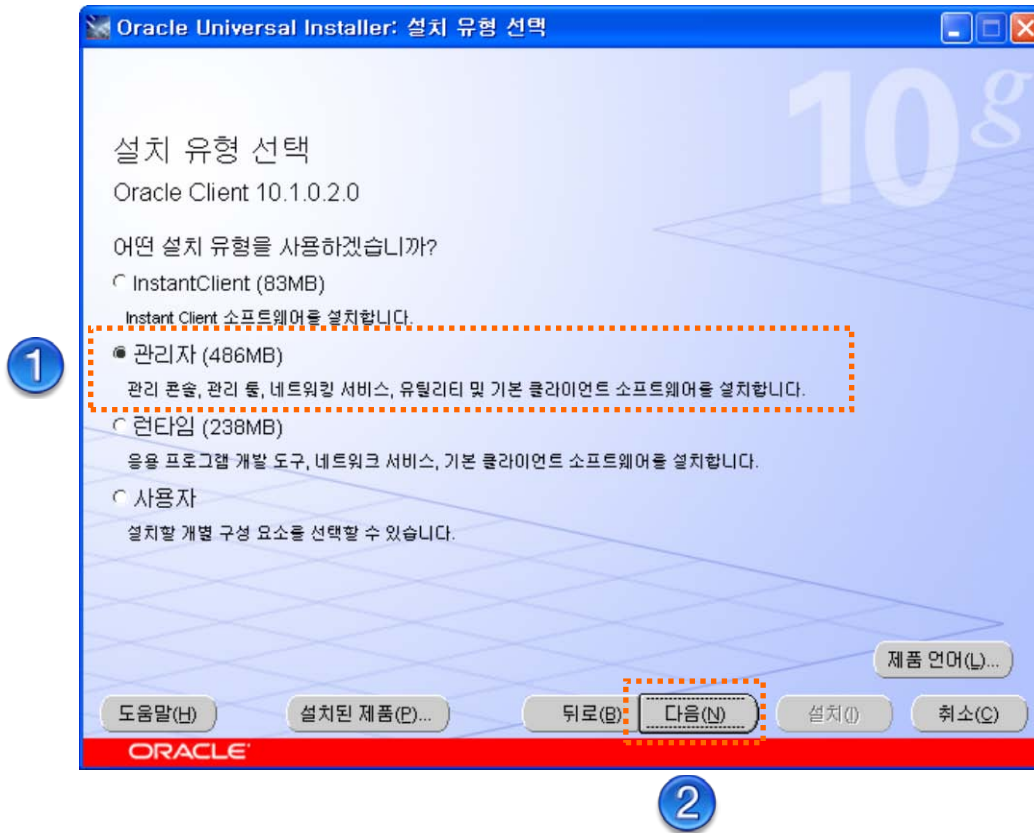 Oracle Universal Installer: 설치 유형 선택
10g
설치 유형 선택
Oracle Client 10.1.0.2.0
어떤 설치 유형을 사용하겠습니까?
InstantClient (83MB)
Instant Client 소프트웨어를 설치합니다.
1
관리자 (486MB)
관리 콘솔, 관리 툴, 네트워킹 서비스, 유틸리티 및 기본 클라이언트 소프트웨어를 설치합니다.
런타임 (238MB)
응용 프로그램 개발 도구, 네트워크 서비스, 기본 클라이언트 소프트웨어를 설치합니다.
사용자
설치할 개별 구성 요소를 선택할 수 있습니다.
제품 언어(L)...
도움말(H) 설치된 제품(P)... 뒤로(B) 다음(N) 설치(I) 취소(C)
ORACLE
2